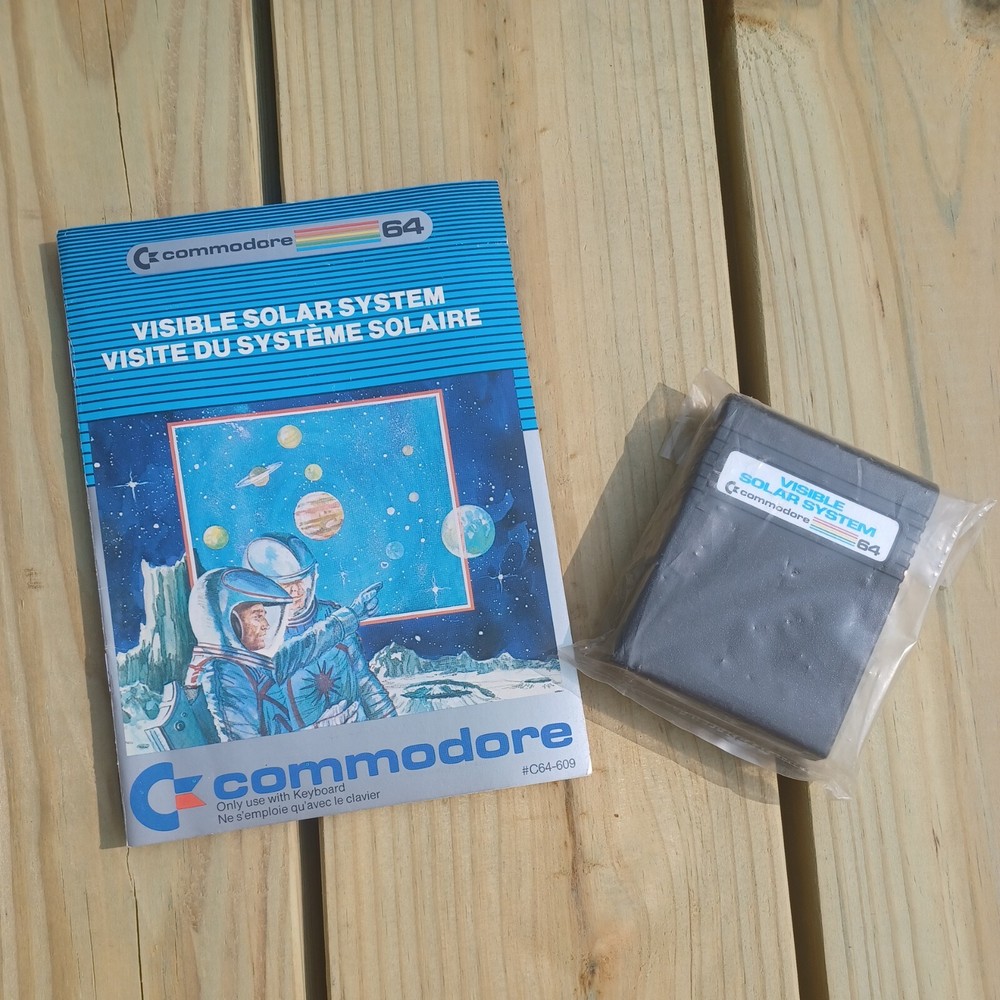 commodore 64
VISIBLE SOLAR SYSTEM
VISITE DU SYSTÈME SOLAIRE
commodore
#C64-609
Only use with Keyboard
Ne s'emploie qu'avec le clavier
VISIBLE
SOLAR SYSTEM
commodore 64